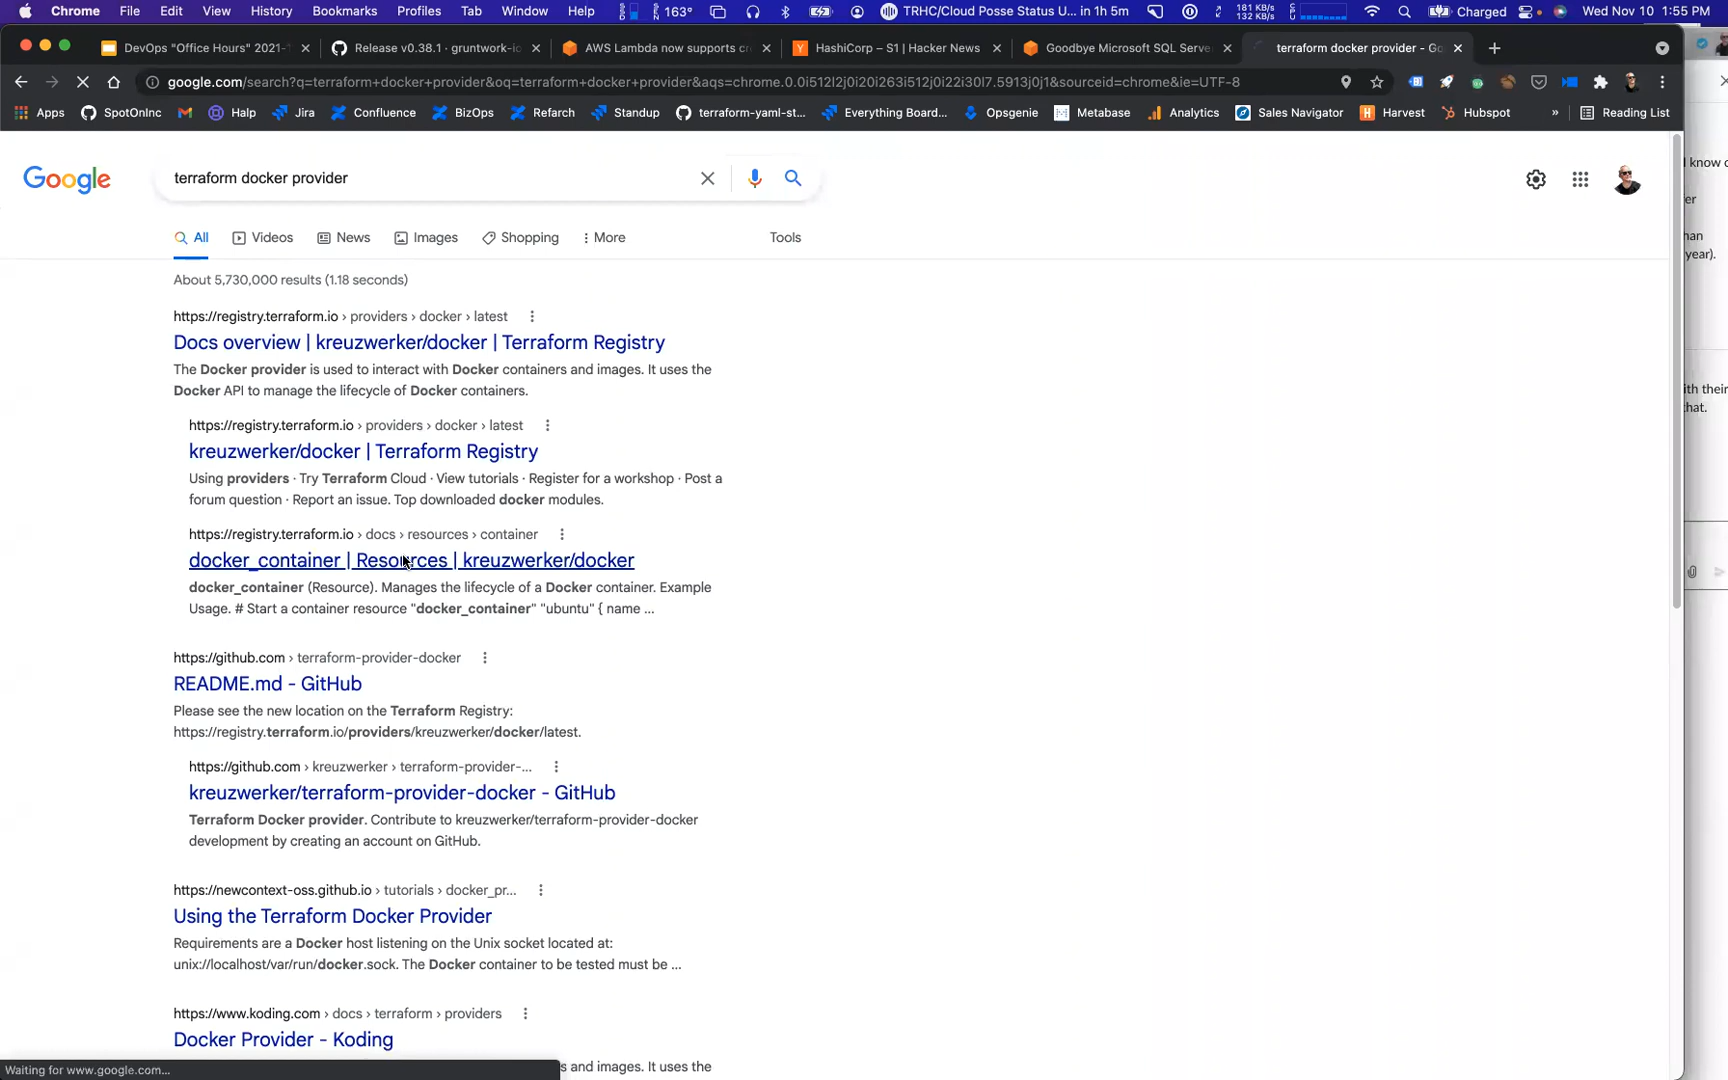 Chrome File Edit View History Bookmarks Profiles Tab Window Help 163° 181 KB/s 132 KB/s TRHC/Cloud Posse Status U... in 1h 5m Charged Wed Nov 10 1:55 PM
DevOps "Office Hours" 2021-1 Release v0.38.1 · gruntwork-io AWS Lambda now supports cr HashiCorp – S1 | Hacker News Goodbye Microsoft SQL Serve terraform docker provider - Go
google.com/search?q=terraform+docker+provider&oq=terraform+docker+provider&aqs=chrome.0.0i512l2j0i20i263i512j0i22i30l7.5913j0j1&sourceid=chrome&ie=UTF-8
Apps SpotOnInc Halp Jira Confluence BizOps Refarch Standup terraform-yaml-st... Everything Board... Opsgenie Metabase Analytics Sales Navigator Harvest Hubspot » Reading List
Google terraform docker provider
All Videos News Images Shopping More Tools
About 5,730,000 results (1.18 seconds)
https://registry.terraform.io › providers › docker › latest
Docs overview | kreuzwerker/docker | Terraform Registry
The Docker provider is used to interact with Docker containers and images. It uses the
Docker API to manage the lifecycle of Docker containers.
https://registry.terraform.io › providers › docker › latest
kreuzwerker/docker | Terraform Registry
Using providers · Try Terraform Cloud · View tutorials · Register for a workshop · Post a
forum question · Report an issue. Top downloaded docker modules.
https://registry.terraform.io › docs › resources › container
docker_container | Resources | kreuzwerker/docker
docker_container (Resource). Manages the lifecycle of a Docker container. Example
Usage. # Start a container resource "docker_container" "ubuntu" { name ...
https://github.com › terraform-provider-docker
README.md - GitHub
Please see the new location on the Terraform Registry:
https://registry.terraform.io/providers/kreuzwerker/docker/latest.
https://github.com › kreuzwerker › terraform-provider-...
kreuzwerker/terraform-provider-docker - GitHub
Terraform Docker provider. Contribute to kreuzwerker/terraform-provider-docker
development by creating an account on GitHub.
https://newcontext-oss.github.io › tutorials › docker_pr...
Using the Terraform Docker Provider
Requirements are a Docker host listening on the Unix socket located at:
unix://localhost/var/run/docker.sock. The Docker container to be tested must be ...
https://www.koding.com › docs › terraform › providers
Docker Provider - Koding
s and images. It uses the
Waiting for www.google.com...
know
year).
ith their
that.